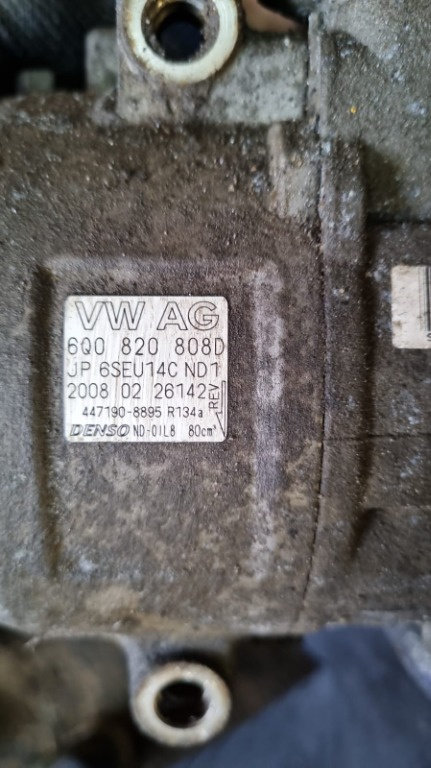 VW AG
6Q0 820 808D
JP 6SEU14C ND1
2008 02 26142
REV
447190-8895 R134a
DENSO ND-OIL8 80cm³